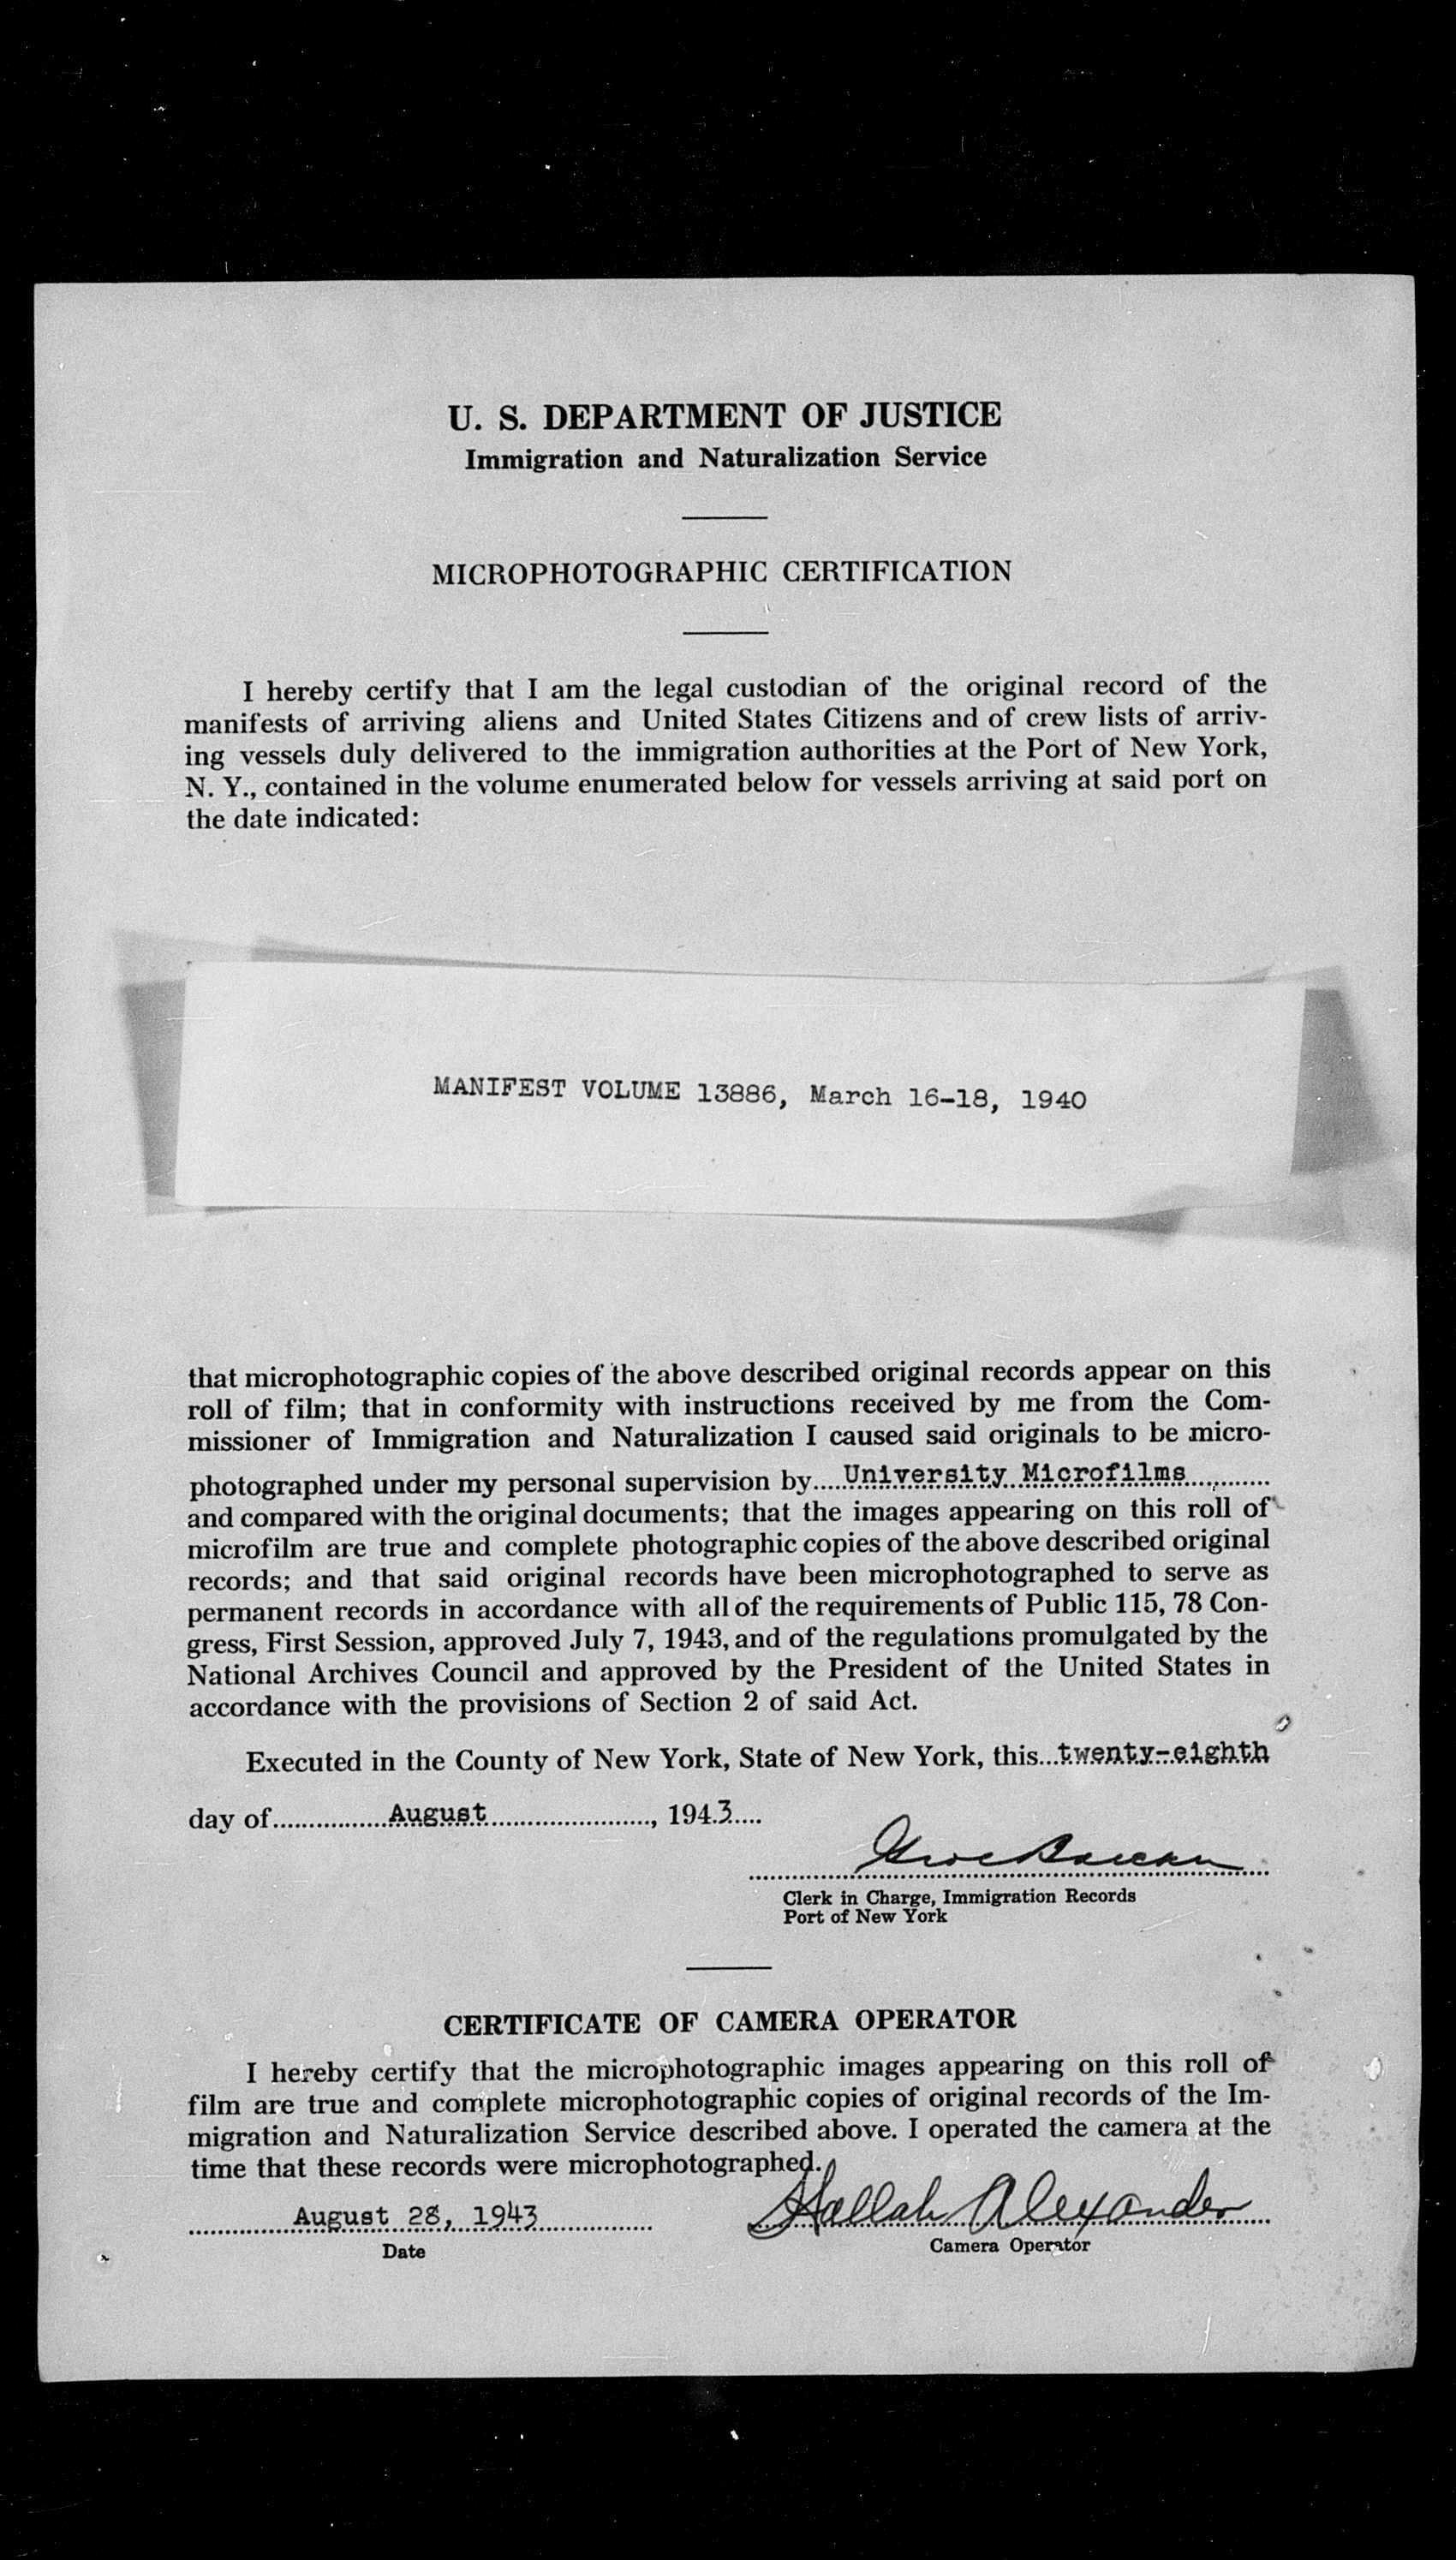 U. S. DEPARTMENT OF JUSTICE
Immigration and Naturalization Service
MICROPHOTOGRAPHIC CERTIFICATION
I hereby certify that I am the legal custodian of the original record of the
manifests of arriving aliens and United States Citizens and of crew lists of arriv-
ing vessels duly delivered to the immigration authorities at the Port of New York,
N. Y., contained in the volume enumerated below for vessels arriving at said port on
the date indicated:
MANIFEST VOLUME 13886, March 16-18, 1940
that microphotographic copies of the above described original records appear on this
roll of film; that in conformity with instructions received by me from the Com-
missioner of Immigration and Naturalization I caused said originals to be micro-
photographed under my personal supervision by University Microfilms
and compared with the original documents; that the images appearing on this roll of
microfilm are true and complete photographic copies of the above described original
records; and that said original records have been microphotographed to serve as
permanent records in accordance with all of the requirements of Public 115, 78 Con-
gress, First Session, approved July 7, 1943, and of the regulations promulgated by the
National Archives Council and approved by the President of the United States in
accordance with the provisions of Section 2 of said Act.
Executed in the County of New York, State of New York, this twenty-eighth
day of August, 1943
Clerk in Charge, Immigration Records
Port of New York
CERTIFICATE OF CAMERA OPERATOR
I hereby certify that the microphotographic images appearing on this roll of
film are true and complete microphotographic copies of original records of the Im-
migration and Naturalization Service described above. I operated the camera at the
time that these records were microphotographed.
August 28, 1943 Hallah Alexander
Date Camera Operator